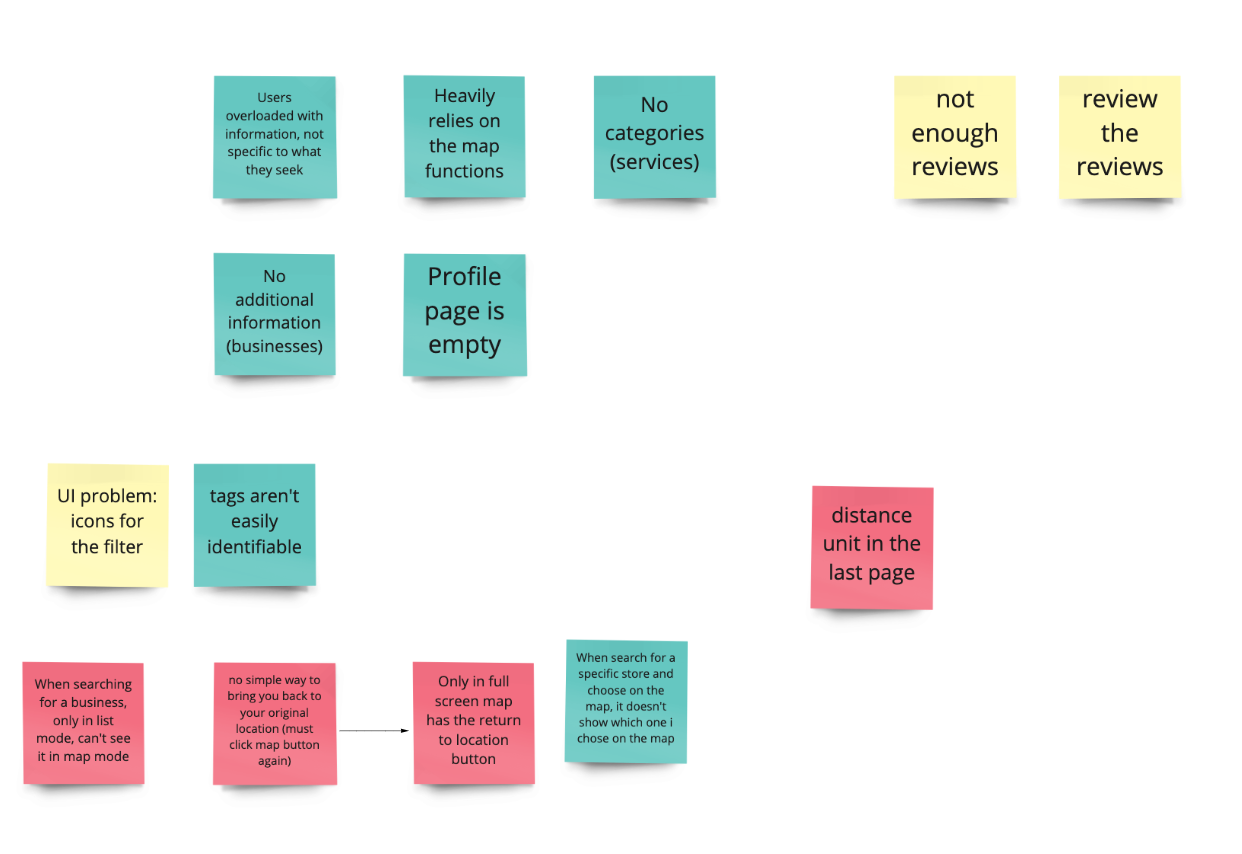 Users
overloaded with
information, not
specific to what
they seek
Heavily
relies on
the map
functions
No
categories
(services)
not
enough
reviews
review
the
reviews
No
additional
information
(businesses)
Profile
page is
empty
UI problem:
icons for
the filter
tags aren't
easily
identifiable
distance
unit in the
last page
When searching
for a business,
only in list
mode, can't see
it in map mode
no simple way to
bring you back to
your original
location (must
click map button
again)
Only in full
screen map
has the return
to location
button
When search for a
specific store and
choose on the
map, it doesn't
show which one i
chose on the map